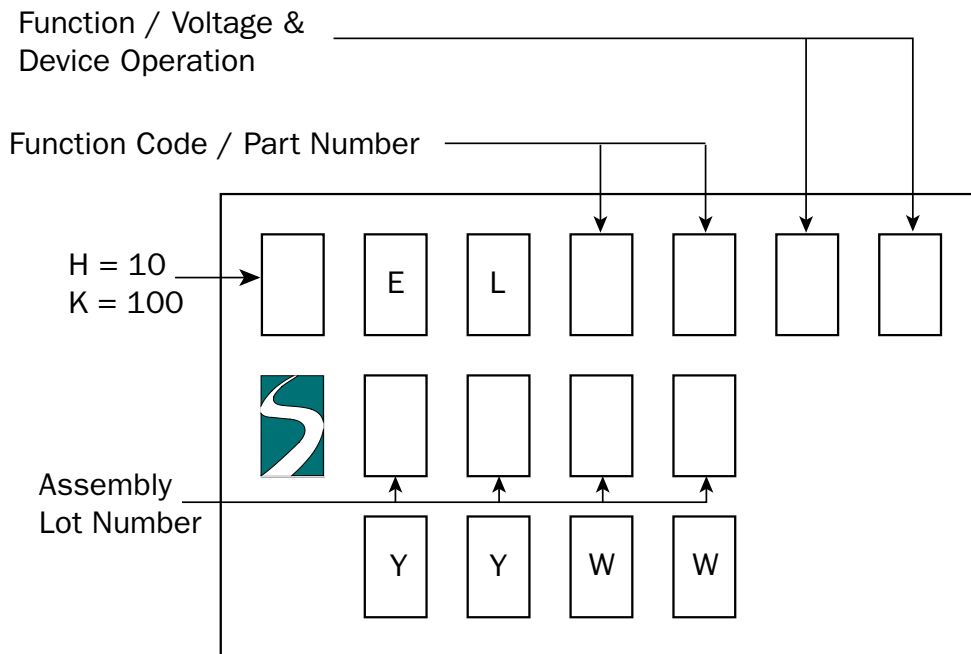 Function / Voltage &
Device Operation
Function Code / Part Number
H = 10
K = 100
E L
Assembly
Lot Number
Y Y W W